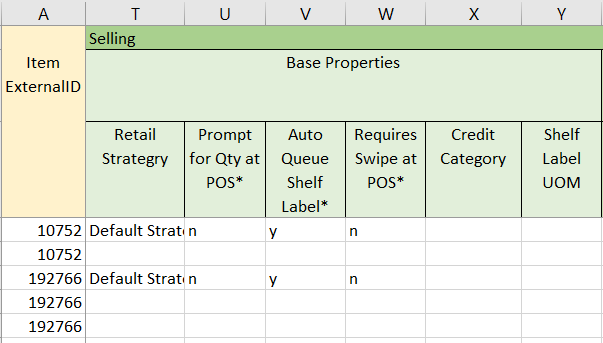 A T U V W X Y
Selling
Item ExternalID
Base Properties
Retail Strategry
Prompt for Qty at POS*
Auto Queue Shelf Label*
Requires Swipe at POS*
Credit Category
Shelf Label UOM
10752 Default Strat n y n
10752
192766 Default Strat n y n
192766
192766